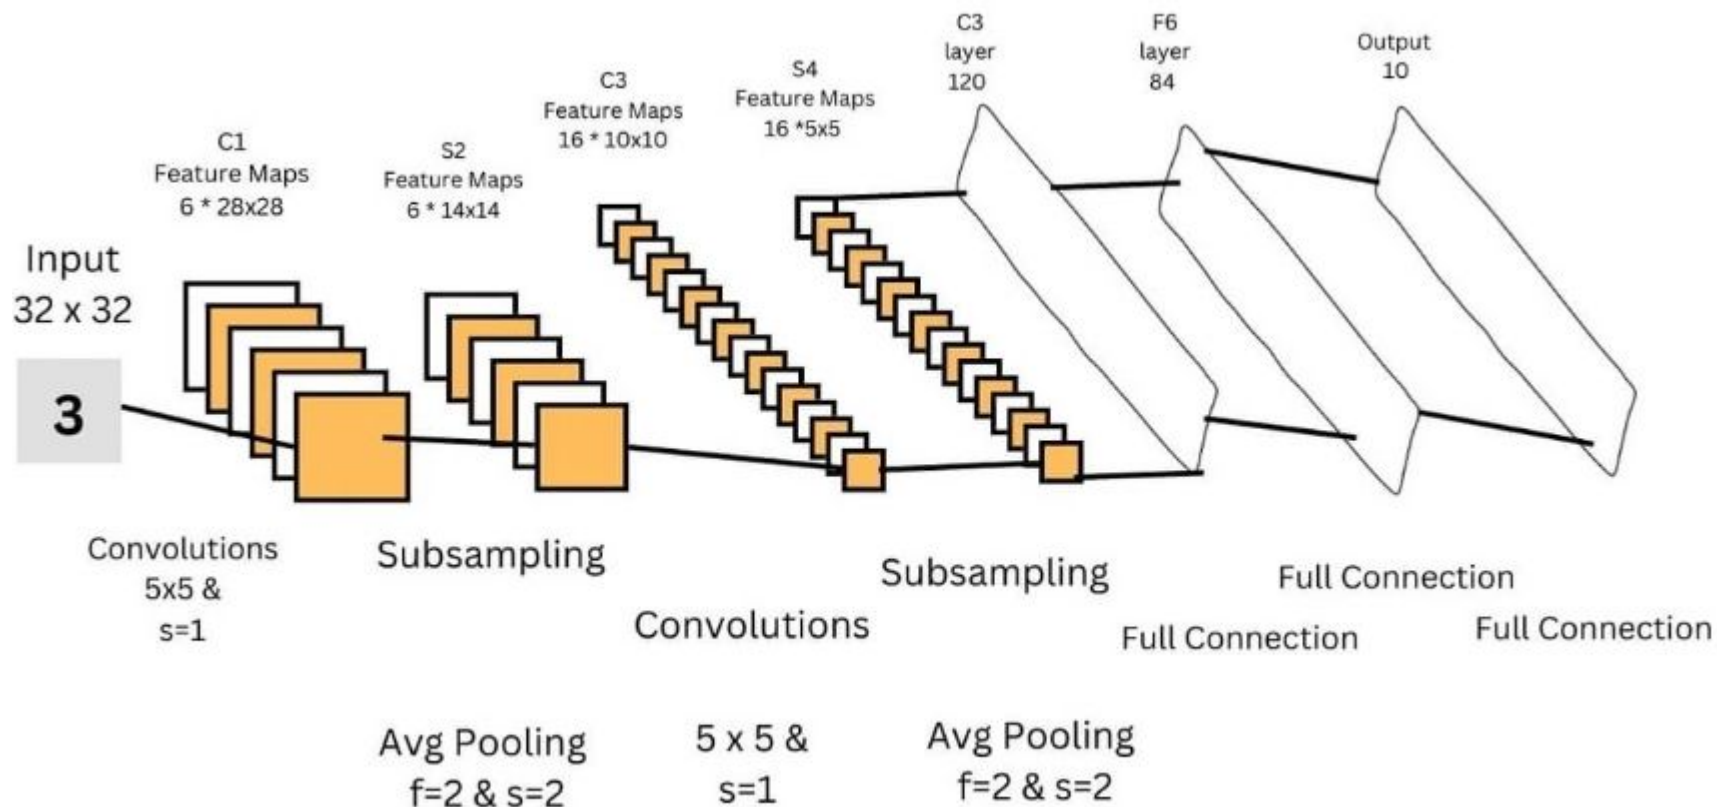 Input
32 x 32
3
C1
Feature Maps
6 * 28x28
S2
Feature Maps
6 * 14x14
C3
Feature Maps
16 * 10x10
S4
Feature Maps
16 *5x5
C3
layer
120
F6
layer
84
Output
10
Convolutions
5x5 &
s=1
Subsampling
Convolutions
Subsampling
Full Connection
Full Connection
Full Connection
Avg Pooling
f=2 & s=2
5 x 5 &
s=1
Avg Pooling
f=2 & s=2